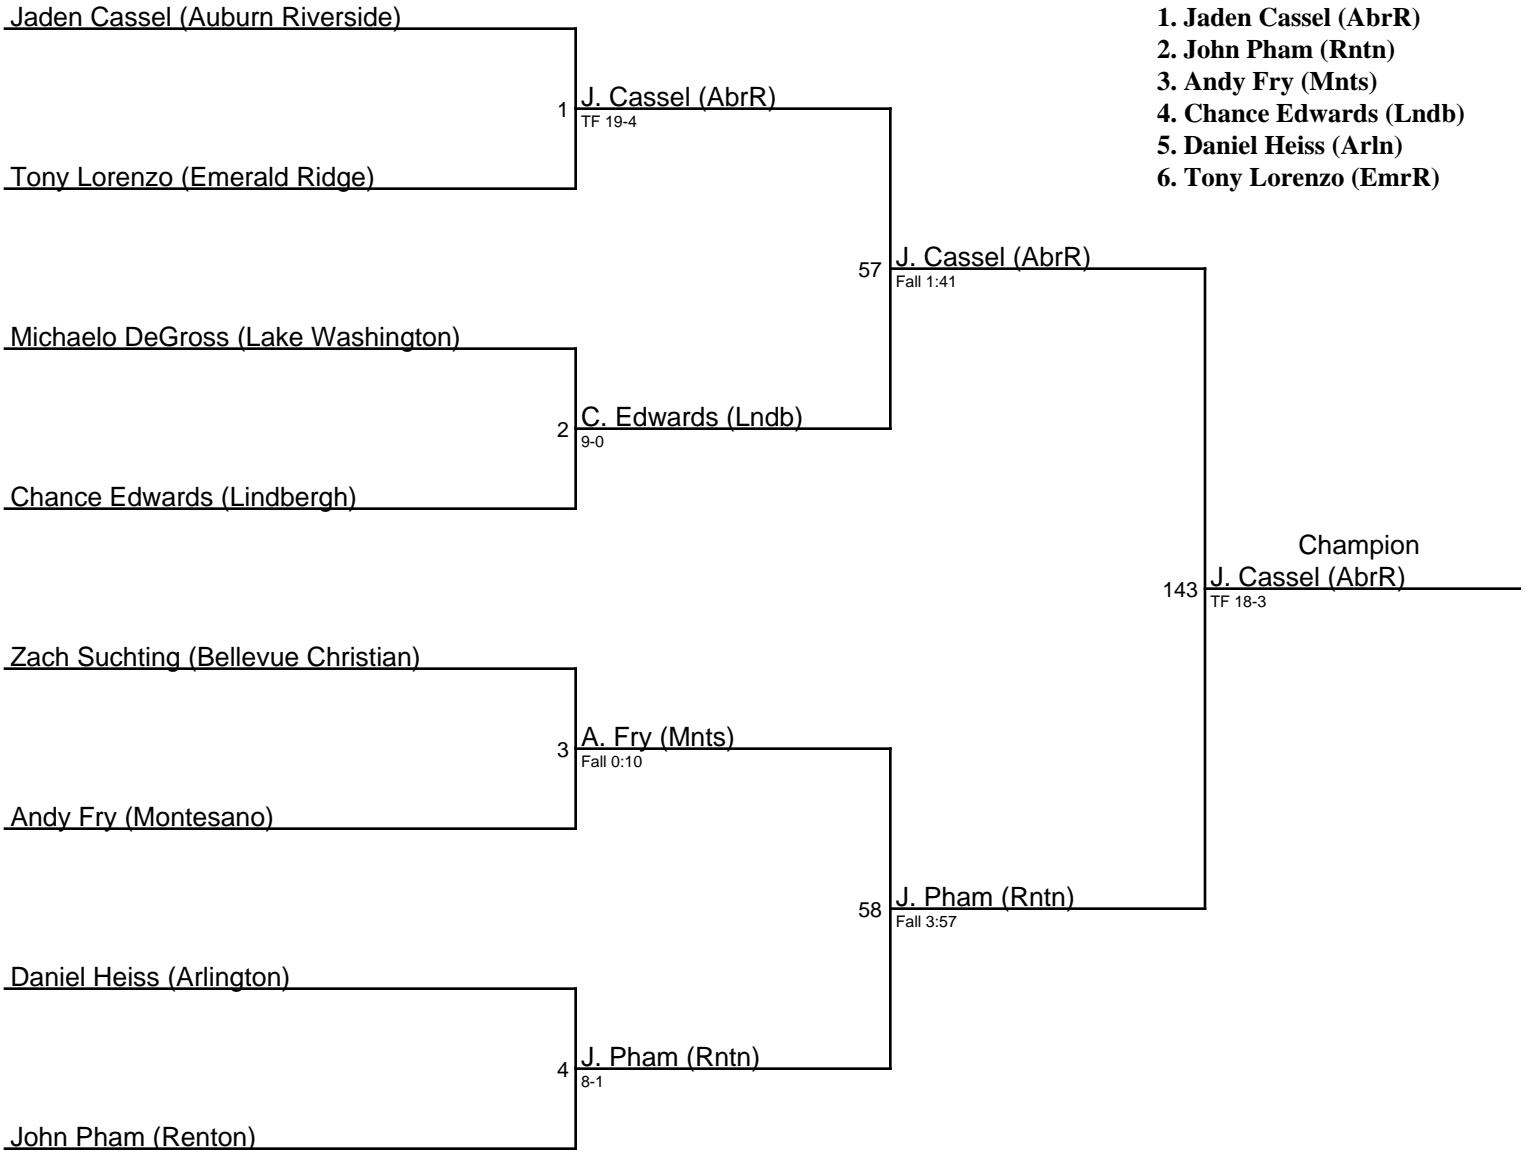 Jaden Cassel (Auburn Riverside)
1. Jaden Cassel (AbrR)
2. John Pham (Rntn)
3. Andy Fry (Mnts)
4. Chance Edwards (Lndb)
5. Daniel Heiss (Arln)
6. Tony Lorenzo (EmrR)
1 J. Cassel (AbrR)
TF 19-4
Tony Lorenzo (Emerald Ridge)
57 J. Cassel (AbrR)
Fall 1:41
Michaelo DeGross (Lake Washington)
2 C. Edwards (Lndb)
9-0
Chance Edwards (Lindbergh)
Champion
143 J. Cassel (AbrR)
TF 18-3
Zach Suchting (Bellevue Christian)
3 A. Fry (Mnts)
Fall 0:10
Andy Fry (Montesano)
58 J. Pham (Rntn)
Fall 3:57
Daniel Heiss (Arlington)
4 J. Pham (Rntn)
8-1
John Pham (Renton)